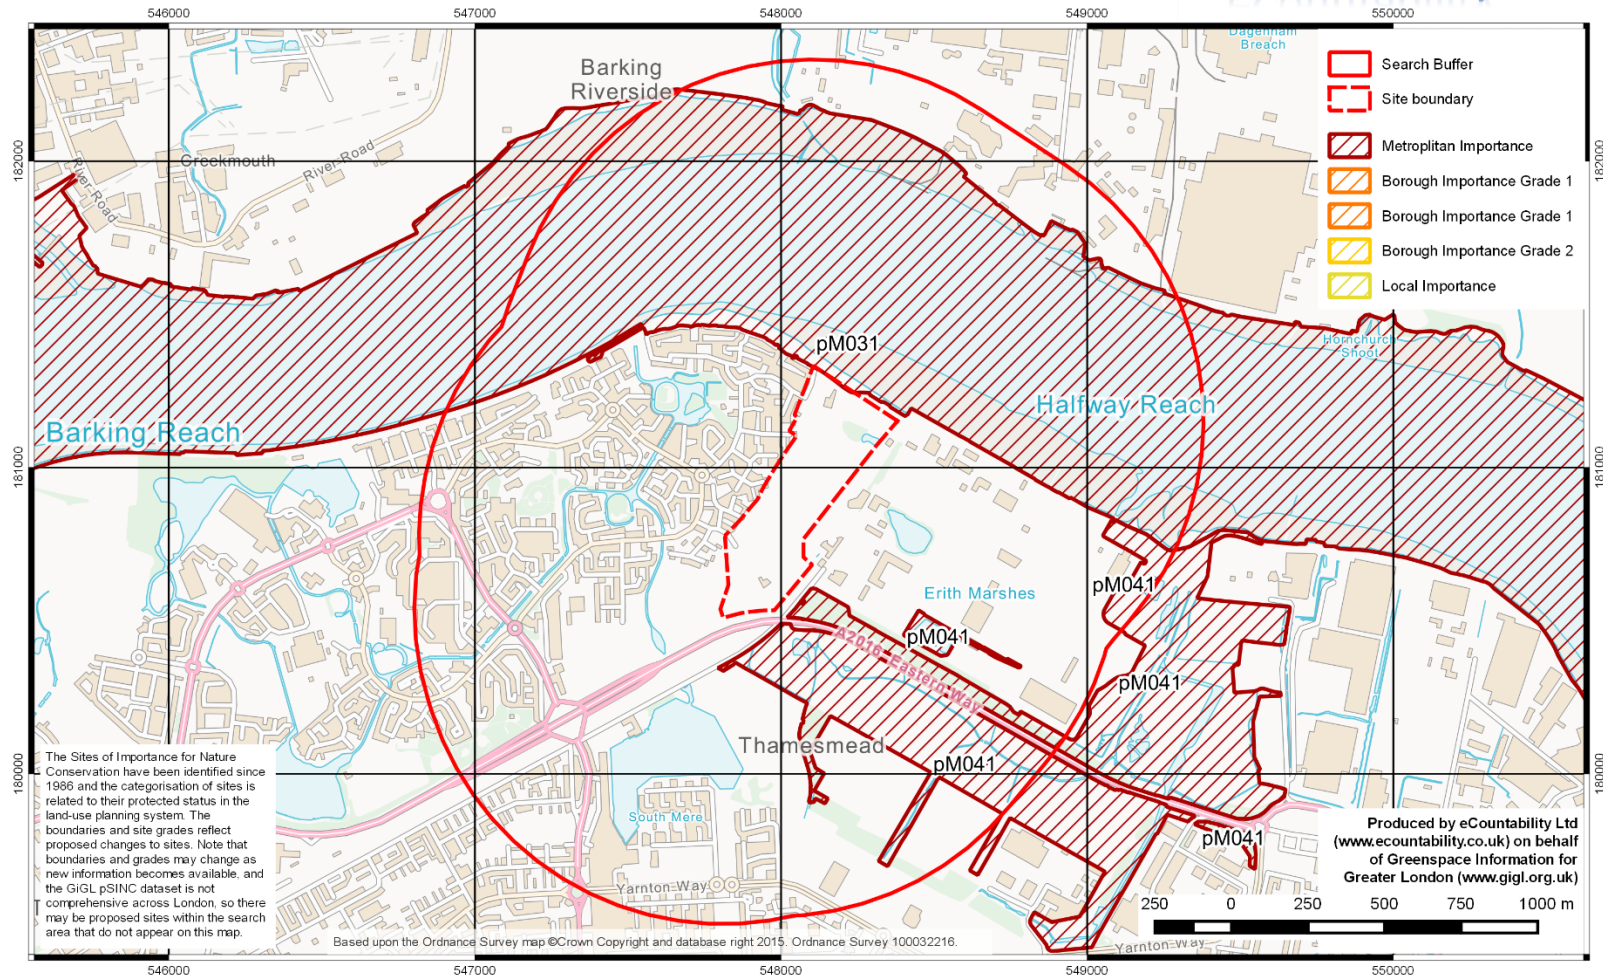 546000
547000
548000
549000
550000
Dagenham
Breach
Barking
Riverside
Search Buffer
Site boundary
Metroplitan Importance
Borough Importance Grade 1
Borough Importance Grade 1
Borough Importance Grade 2
Local Importance
182000
182000
Creekmouth
River Road
River Road
pM031
Hornchurch
Shoot
Halfway Reach
Barking Reach
181000
181000
Erith Marshes
pM041
pM041
A2016 Eastern Way
pM041
Thamesmead
pM041
180000
180000
The Sites of Importance for Nature
Conservation have been identified since
1986 and the categorisation of sites is
related to their protected status in the
land-use planning system. The
boundaries and site grades reflect
proposed changes to sites. Note that
boundaries and grades may change as
new information becomes available, and
the GiGL pSINC dataset is not
comprehensive across London, so there
may be proposed sites within the search
area that do not appear on this map.
South Mere
pM041
Produced by eCountability Ltd
(www.ecountability.co.uk) on behalf
of Greenspace Information for
Greater London (www.gigl.org.uk)
Yarnton Way
250 0 250 500 750 1000 m
Based upon the Ordnance Survey map ©Crown Copyright and database right 2015. Ordnance Survey 100032216.
Yarnton Way
546000
547000
548000
549000
550000